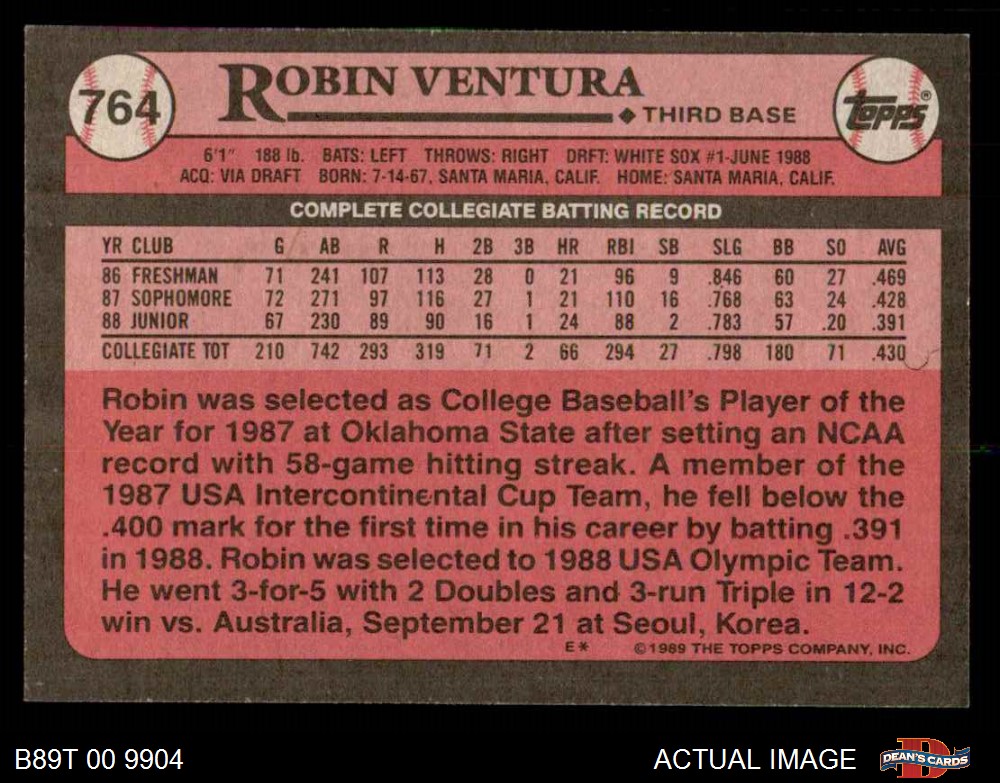 764
ROBIN VENTURA
THIRD BASE
TOPPS®
6'1" 188 lb. BATS: LEFT THROWS: RIGHT DRFT: WHITE SOX #1-JUNE 1988
ACQ: VIA DRAFT BORN: 7-14-67, SANTA MARIA, CALIF. HOME: SANTA MARIA, CALIF.
COMPLETE COLLEGIATE BATTING RECORD
YR CLUB G AB R H 2B 3B HR RBI SB SLG BB SO AVG
86 FRESHMAN 71 241 107 113 28 0 21 96 9 .846 60 27 .469
87 SOPHOMORE 72 271 97 116 27 1 21 110 16 .768 63 24 .428
88 JUNIOR 67 230 89 90 16 1 24 88 2 .783 57 .20 .391
COLLEGIATE TOT 210 742 293 319 71 2 66 294 27 .798 180 71 .430
Robin was selected as College Baseball's Player of the
Year for 1987 at Oklahoma State after setting an NCAA
record with 58-game hitting streak. A member of the
1987 USA Intercontinental Cup Team, he fell below the
.400 mark for the first time in his career by batting .391
in 1988. Robin was selected to 1988 USA Olympic Team.
He went 3-for-5 with 2 Doubles and 3-run Triple in 12-2
win vs. Australia, September 21 at Seoul, Korea.
E* ©1989 THE TOPPS COMPANY, INC.
B89T 00 9904
ACTUAL IMAGE
DEAN'S CARDS